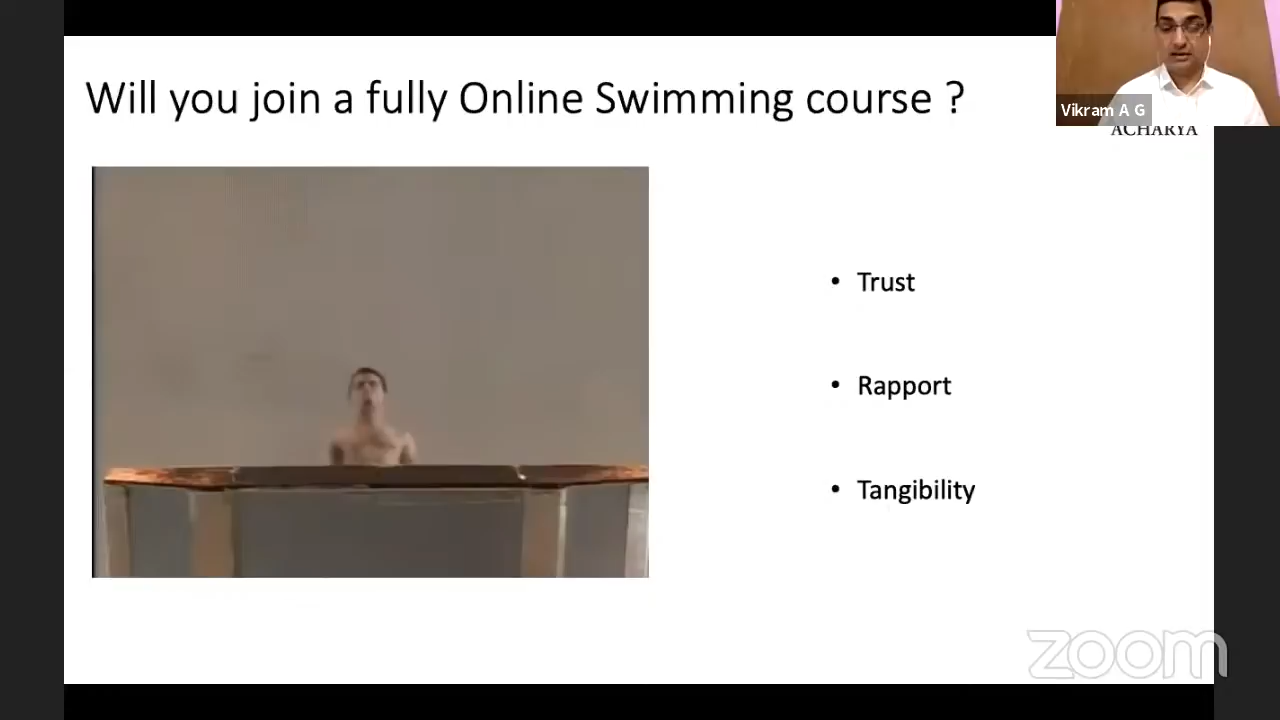 Will you join a fully Online Swimming course ?
Vikram A G
ACHARYA
• Trust
• Rapport
• Tangibility
zoom